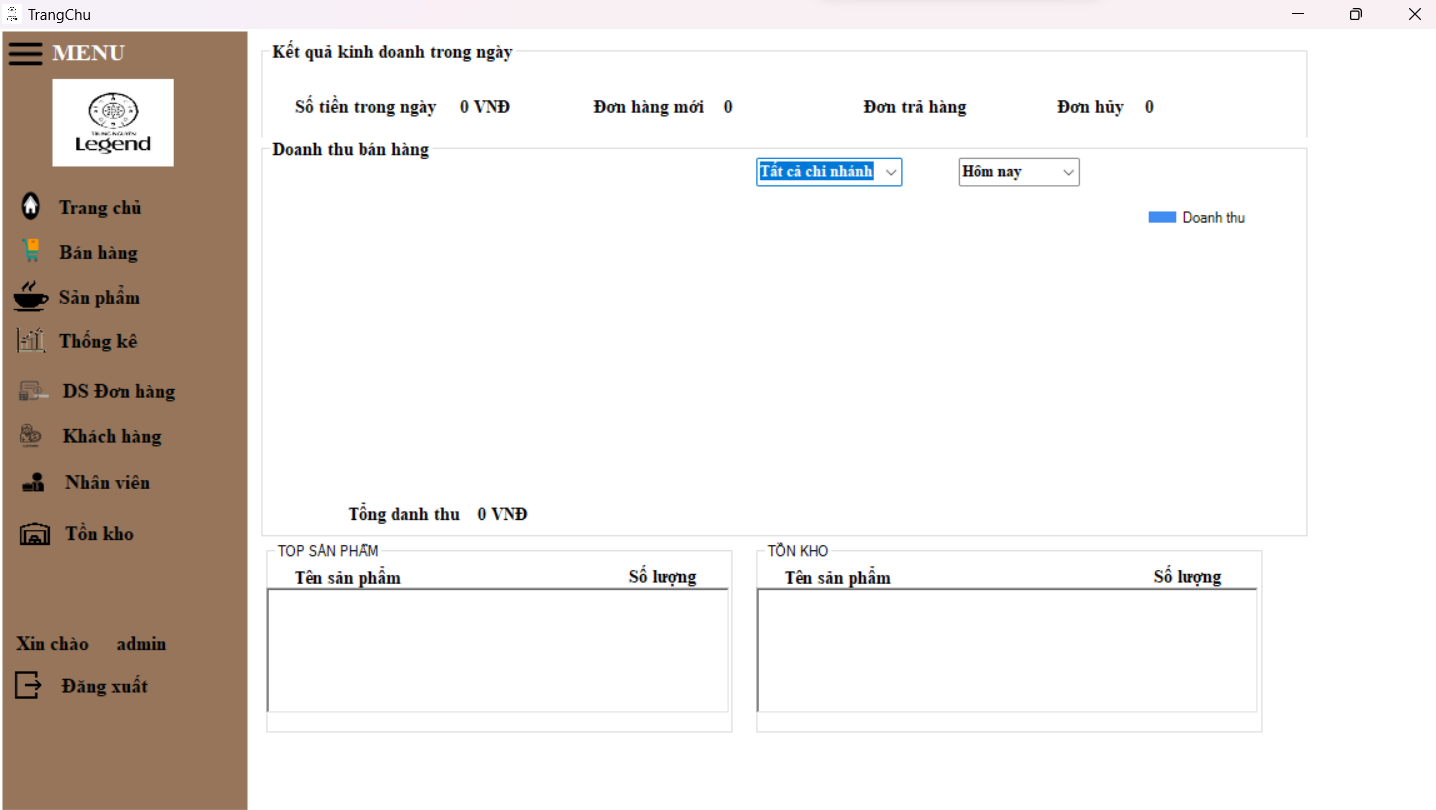 TrangChu
MENU
TRUNG NGUYÊN
Legend
Trang chủ
Bán hàng
Sản phẩm
Thống kê
DS Đơn hàng
Khách hàng
Nhân viên
Tồn kho
Xin chào admin
Đăng xuất
Kết quả kinh doanh trong ngày
Số tiền trong ngày 0 VNĐ Đơn hàng mới 0 Đơn trả hàng Đơn hủy 0
Doanh thu bán hàng
Tất cả chi nhánh Hôm nay
Doanh thu
Tổng danh thu 0 VNĐ
TOP SẢN PHẨM
Tên sản phẩm Số lượng
TỒN KHO
Tên sản phẩm Số lượng